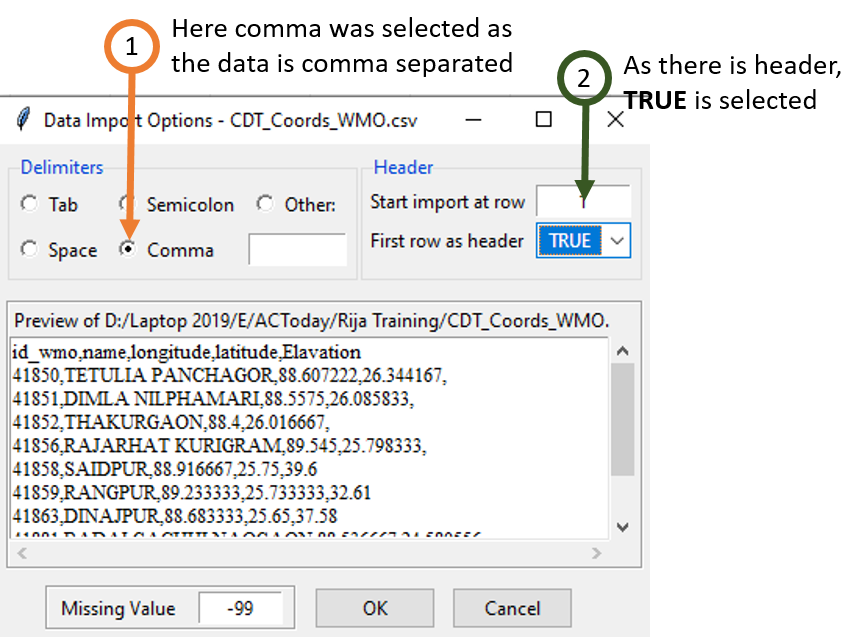 1
Here comma was selected as
the data is comma separated
2
As there is header,
TRUE is selected
Data Import Options - CDT_Coords_WMO.csv
Delimiters
Tab
Semicolon
Other:
Space
Comma
Header
Start import at row
1
First row as header
TRUE
Preview of D:/Laptop 2019/E/ACToday/Rija Training/CDT_Coords_WMO.
id_wmo,name,longitude,latitude,Elavation
41850,TETULIA PANCHAGOR,88.607222,26.344167,
41851,DIMLA NILPHAMARI,88.5575,26.085833,
41852,THAKURGAON,88.4,26.016667,
41856,RAJARHAT KURIGRAM,89.545,25.798333,
41858,SAIDPUR,88.916667,25.75,39.6
41859,RANGPUR,89.233333,25.733333,32.61
41863,DINAJPUR,88.683333,25.65,37.58
Missing Value
-99
OK
Cancel